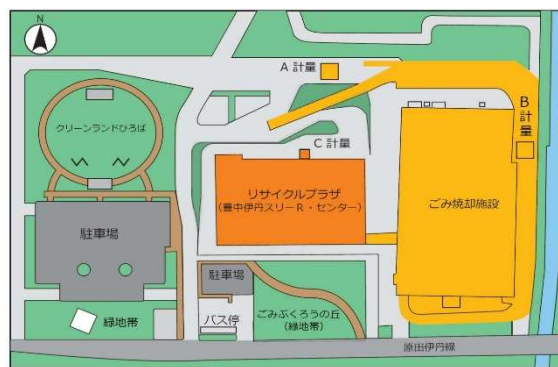 N
A 計量
B
計
量
クリーンランドひろば
C 計量
リサイクルプラザ
(豊中伊丹スリーR・センター)
ごみ焼却施設
駐車場
駐車場
緑地帯
バス停
ごみぶくろうの丘
(緑地帯)
原田伊丹線